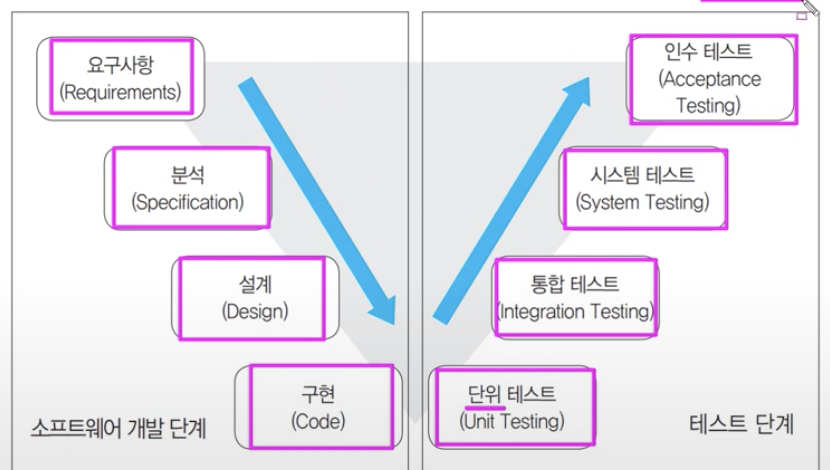 요구사항
(Requirements)
분석
(Specification)
설계
(Design)
구현
(Code)
소프트웨어 개발 단계
인수 테스트
(Acceptance
Testing)
시스템 테스트
(System Testing)
통합 테스트
(Integration Testing)
단위 테스트
(Unit Testing)
테스트 단계